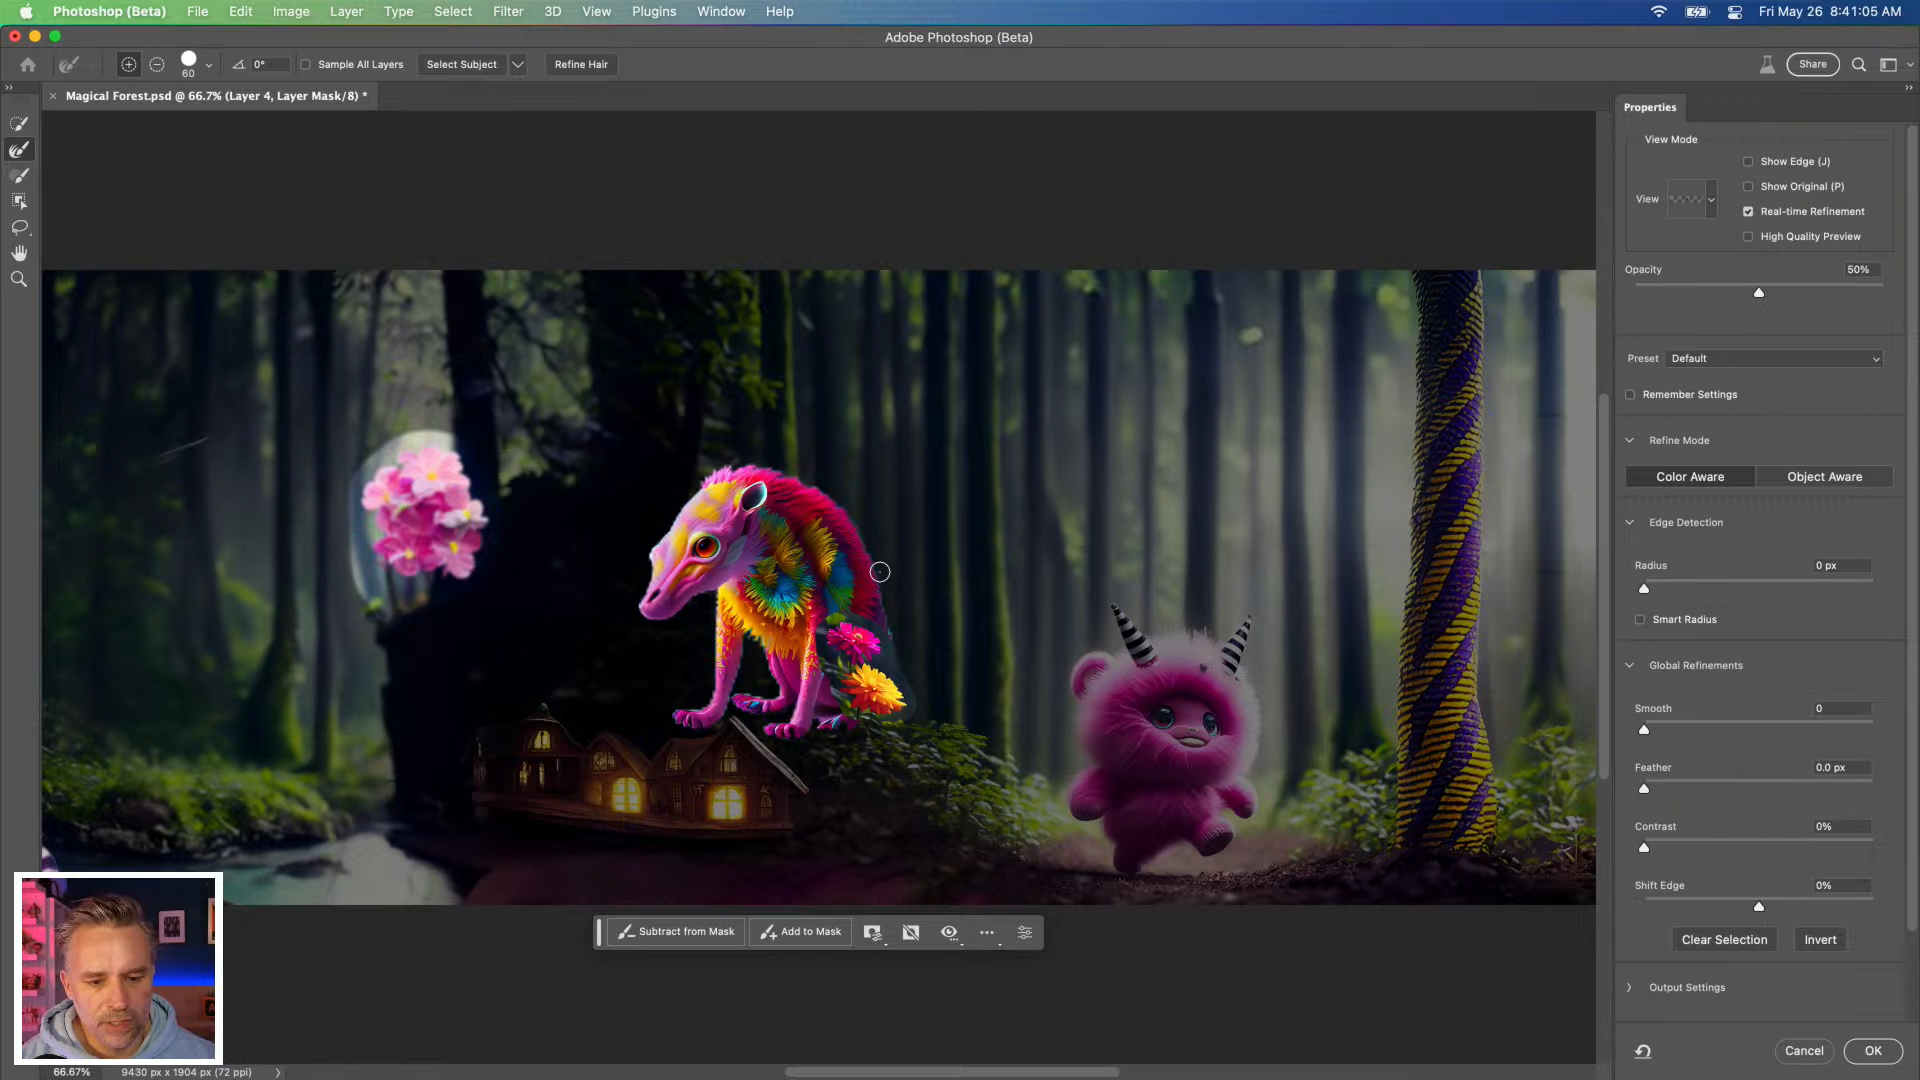 Photoshop (Beta) File Edit Image Layer Type Select Filter 3D View Plugins Window Help Fri May 26 8:41:05 AM
Adobe Photoshop (Beta)
60 0° Sample All Layers Select Subject Refine Hair Share
× Magical Forest.psd @ 66.7% (Layer 4, Layer Mask/8) *
Properties
View Mode
Show Edge (J)
Show Original (P)
View
Real-time Refinement
High Quality Preview
Opacity 50%
Preset Default
Remember Settings
Refine Mode
Color Aware Object Aware
Edge Detection
Radius 0 px
Smart Radius
Global Refinements
Smooth 0
Feather 0.0 px
Contrast 0%
Shift Edge 0%
Subtract from Mask Add to Mask
Clear Selection Invert
Output Settings
Cancel OK
66.67% 9430 px x 1904 px (72 ppi)